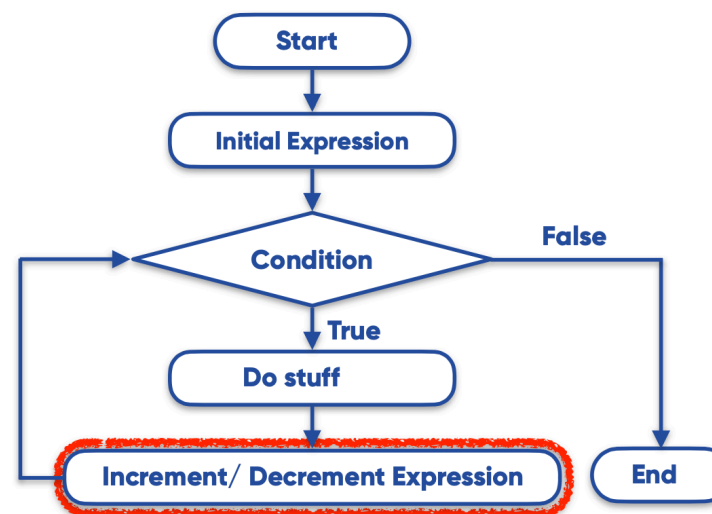 Start
Initial Expression
Condition
False
True
Do stuff
Increment/ Decrement Expression
End